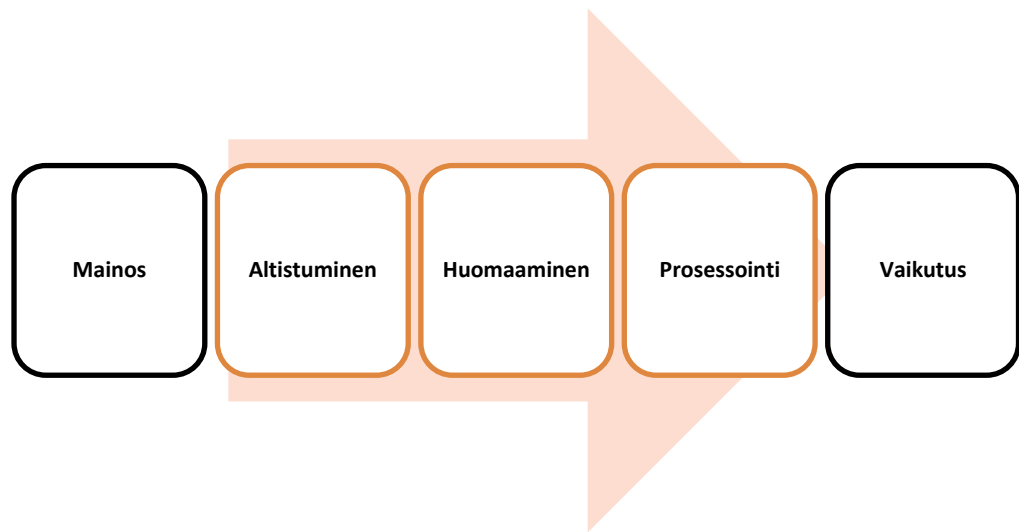 Mainos
Altistuminen
Huomaaminen
Prosessointi
Vaikutus